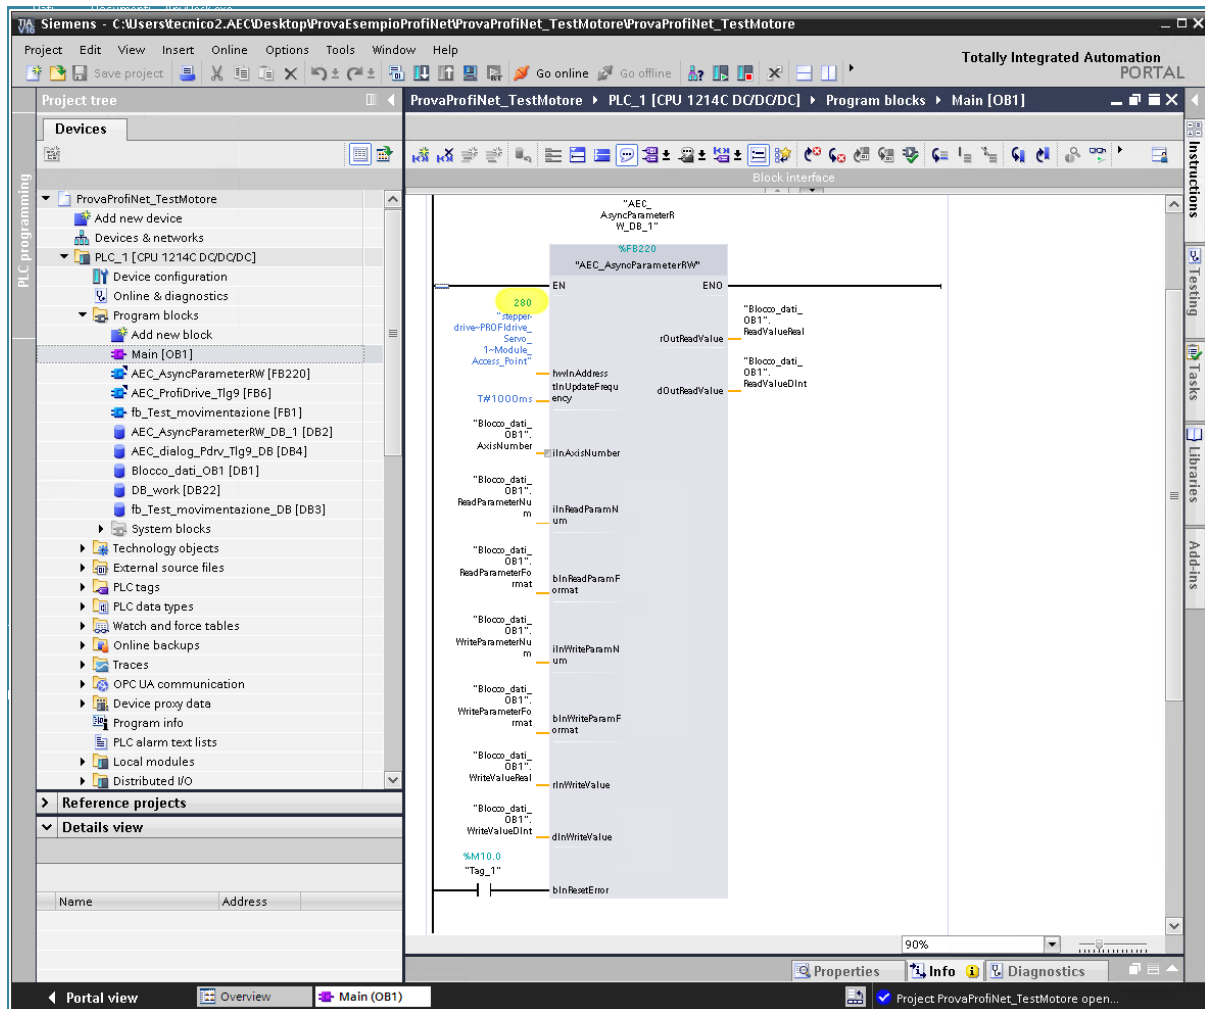 Siemens - C:\Users\tecnico2.AEC\Desktop\ProvaEsempioProfiNet\ProvaProfiNet_TestMotore\ProvaProfiNet_TestMotore
Project Edit View Insert Online Options Tools Window Help
Totally Integrated Automation
PORTAL
Save project
Go online
Go offline
Project tree
ProvaProfiNet_TestMotore
PLC_1 [CPU 1214C DC/DC/DC]
Program blocks
Main [OB1]
Devices
PLC programming
ProvaProfiNet_TestMotore
Add new device
Devices & networks
PLC_1 [CPU 1214C DC/DC/DC]
Device configuration
Online & diagnostics
Program blocks
Add new block
Main [OB1]
AEC_AsyncParameterRW [FB220]
AEC_ProfiDrive_Tlg9 [FB6]
fb_Test_movimentazione [FB1]
AEC_AsyncParameterRW_DB_1 [DB2]
AEC_dialog_Pdrv_Tlg9_DB [DB4]
Blocco_dati_OB1 [DB1]
DB_work [DB22]
fb_Test_movimentazione_DB [DB3]
System blocks
Technology objects
External source files
PLC tags
PLC data types
Watch and force tables
Online backups
Traces
OPC UA communication
Device proxy data
Program info
PLC alarm text lists
Local modules
Distributed I/O
Reference projects
Details view
Name Address
Block interface
"AEC_
AsyncParameterR
W_DB_1"
%FB220
"AEC_AsyncParameterRW"
EN ENO
280
"stepper-
drive~PROFIdrive_
Servo_
1~Module_
Access_Point"
hwInAddress
T#1000ms
tInUpdateFrequ
ency
"Blocco_dati_
OB1".
AxisNumber
iInAxisNumber
"Blocco_dati_
OB1".
ReadParameterNu
m
iInReadParamN
um
"Blocco_dati_
OB1".
ReadParameterFo
rmat
bInReadParamF
ormat
"Blocco_dati_
OB1".
WriteParameterNu
m
iInWriteParamN
um
"Blocco_dati_
OB1".
WriteParameterFo
rmat
bInWriteParamF
ormat
"Blocco_dati_
OB1".
WriteValueReal
rInWriteValue
"Blocco_dati_
OB1".
WriteValueDInt
dInWriteValue
%M10.0
"Tag_1"
bInResetError
rOutReadValue
"Blocco_dati_
OB1".
ReadValueReal
dOutReadValue
"Blocco_dati_
OB1".
ReadValueDInt
90%
Properties
Info
Diagnostics
Instructions
Testing
Tasks
Libraries
Add-ins
Portal view
Overview
Main (OB1)
Project ProvaProfiNet_TestMotore open...